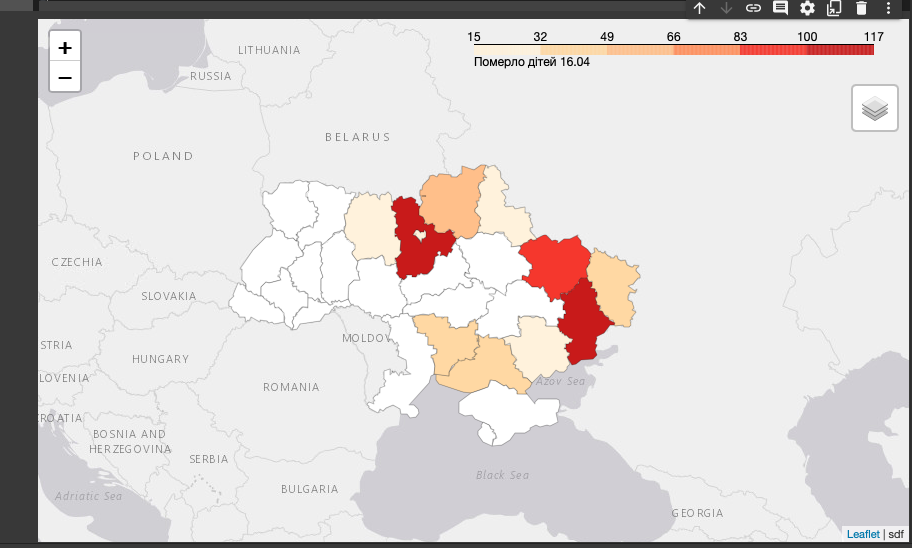 +
−
15 32 49 66 83 100 117
Померло дітей 16.04
LITHUANIA
RUSSIA
BELARUS
POLAND
CZECHIA
SLOVAKIA
STRIA
MOLDOV
HUNGARY
LOVENIA
ROMANIA
Azov Sea
ROATIA
BOSNIA AND
HERZEGOVINA
SERBIA
Black Sea
BULGARIA
Adriatic Sea
GEORGIA
Leaflet | sdf